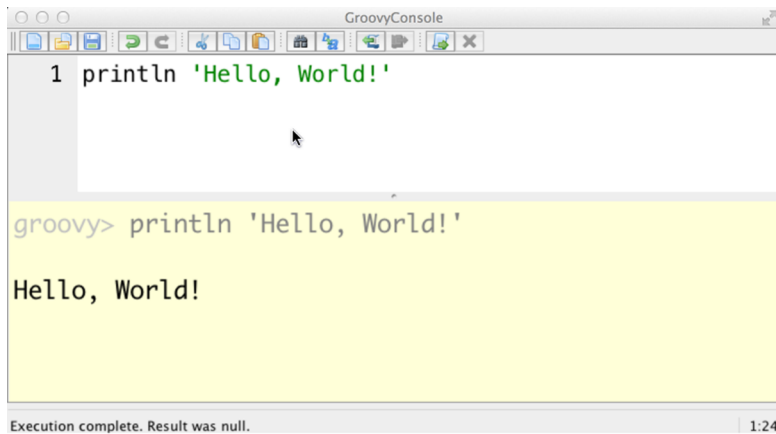 GroovyConsole
1 println 'Hello, World!'
groovy> println 'Hello, World!'
Hello, World!
Execution complete. Result was null.
1:24